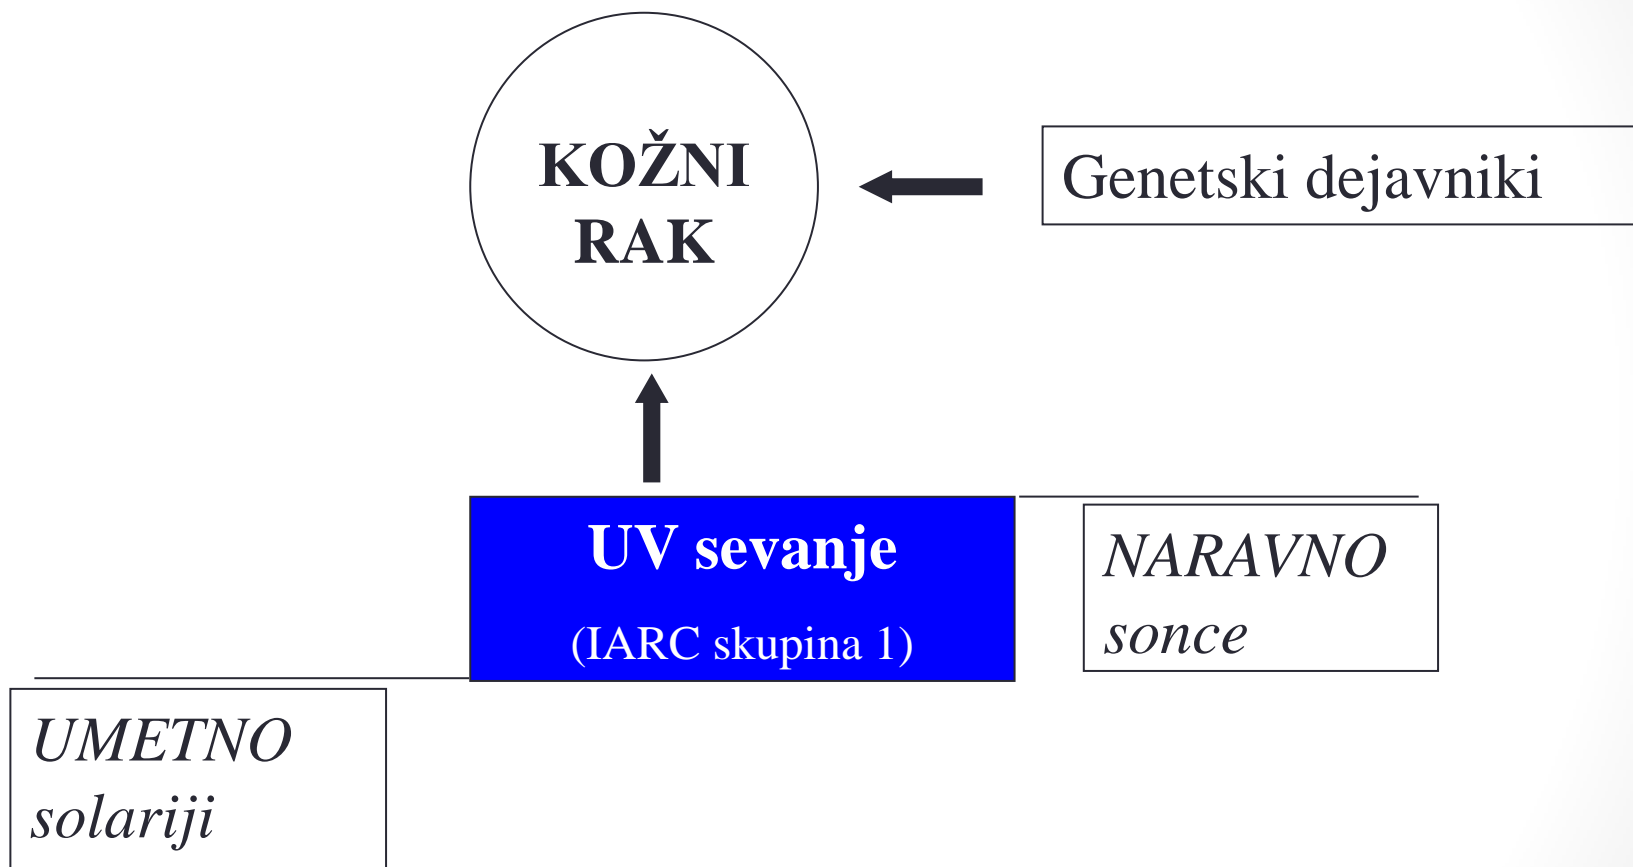 KOŽNI
RAK
Genetski dejavniki
UV sevanje
(IARC skupina 1)
NARAVNO
sonce
UMETNO
solariji